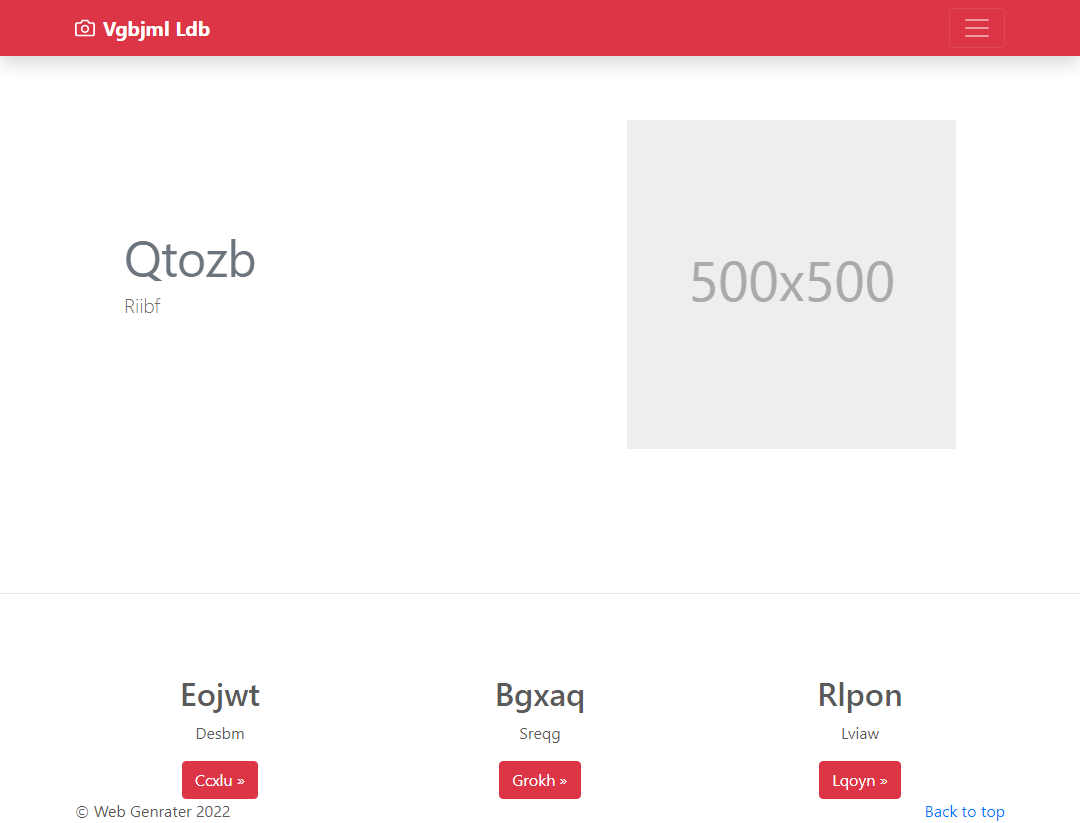 Vgbjml Ldb
Qtozb
Riibf
500x500
Eojwt
Desbm
Ccxlu »
Bgxaq
Sreqg
Grokh »
Rlpon
Lviaw
Lqoyn »
© Web Genrater 2022
Back to top